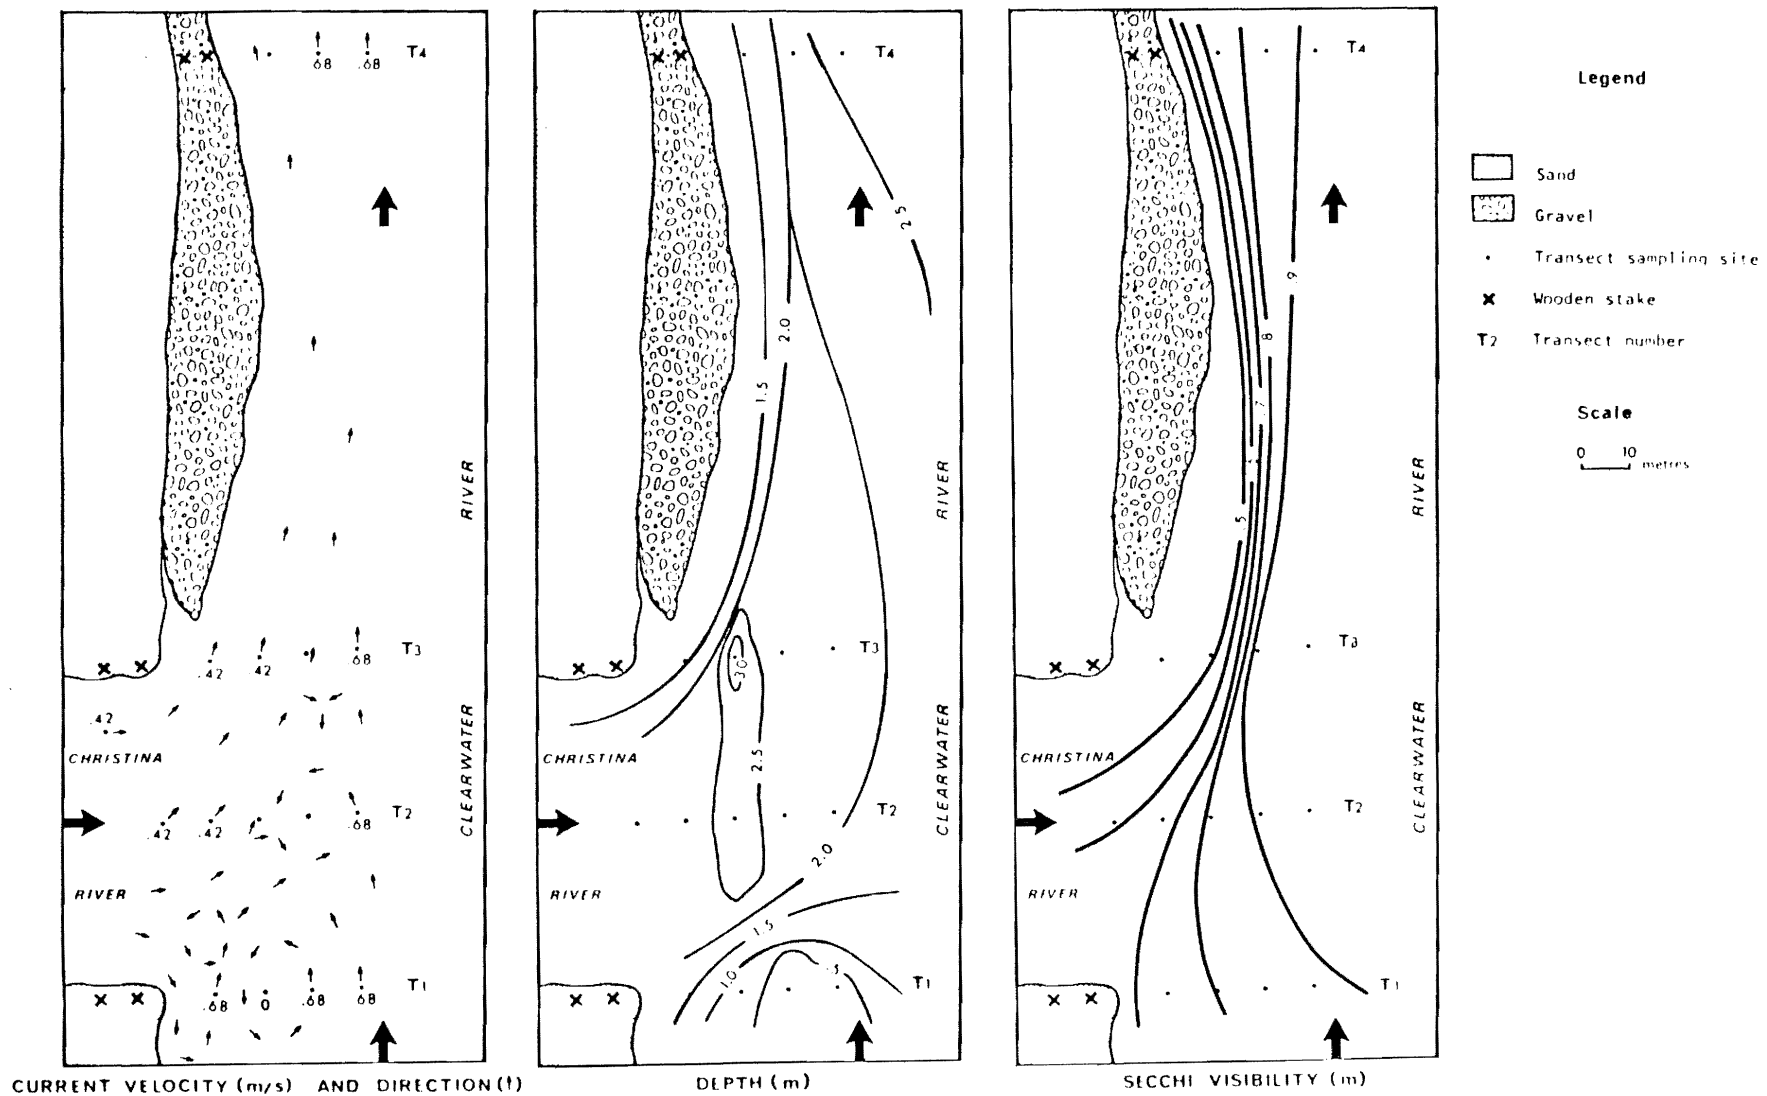 T4
.68 .68
T3
.42 .42 .68
.42
CHRISTINA
T2
.42 .42 .68
RIVER
T1
.68 0 .68 .68
RIVER
CLEARWATER
CURRENT VELOCITY (m/s) AND DIRECTION (↑)
T4
2.5
2.0
1.5
T3
3.0
2.5
CHRISTINA
T2
2.0
RIVER
1.5
1.0
.5
T1
RIVER
CLEARWATER
DEPTH (m)
T4
.9
.8
.7
.5
T3
CHRISTINA
T2
RIVER
T1
RIVER
CLEARWATER
SECCHI VISIBILITY (m)
Legend
Sand
Gravel
Transect sampling site
Wooden stake
T2 Transect number
Scale
0 10 metres